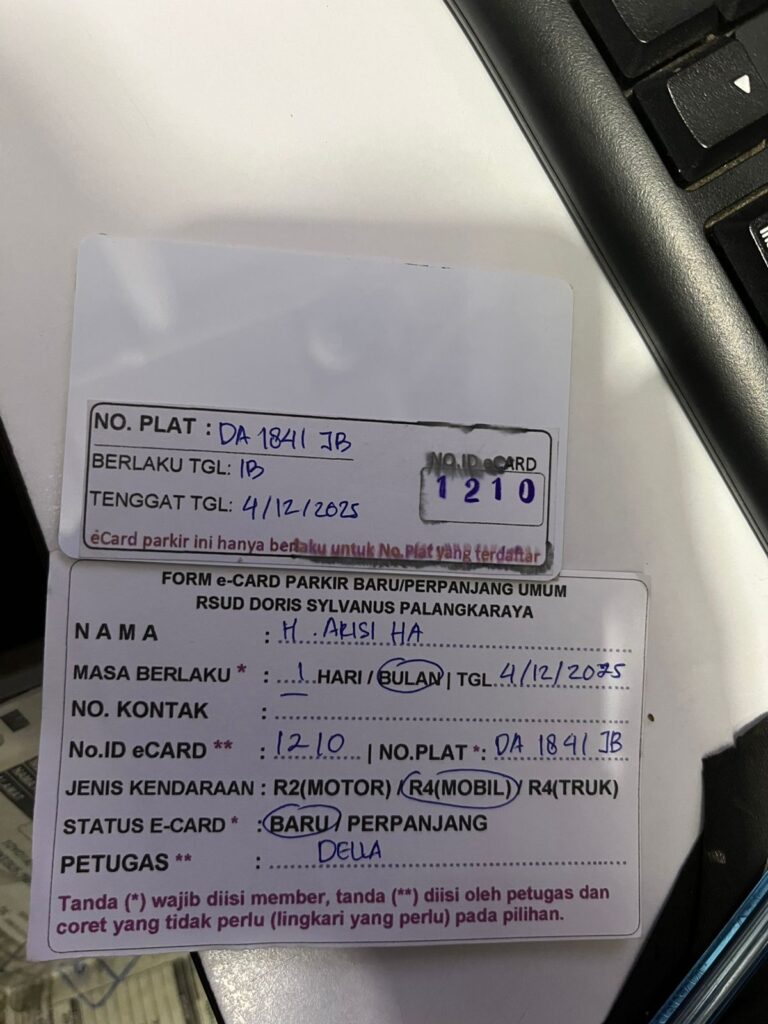 NO. PLAT : DA 1841 JB
BERLAKU TGL: 1B
TENGGAT TGL: 4/12/2025
NO.ID eCARD
1210
eCard parkir ini hanya berlaku untuk No.Plat yang terdaftar
FORM e-CARD PARKIR BARU/PERPANJANG UMUM
RSUD DORIS SYLVANUS PALANGKARAYA
NAMA : H. ARISI HA
MASA BERLAKU * : 1 HARI / BULAN | TGL 4/12/2025
NO. KONTAK :
No.ID eCARD ** : 1210 | NO.PLAT *: DA 1841 JB
JENIS KENDARAAN : R2(MOTOR) / R4(MOBIL) / R4(TRUK)
STATUS E-CARD * : BARU / PERPANJANG
PETUGAS ** : DELLA
Tanda (*) wajib diisi member, tanda (**) diisi oleh petugas dan
coret yang tidak perlu (lingkari yang perlu) pada pilihan.